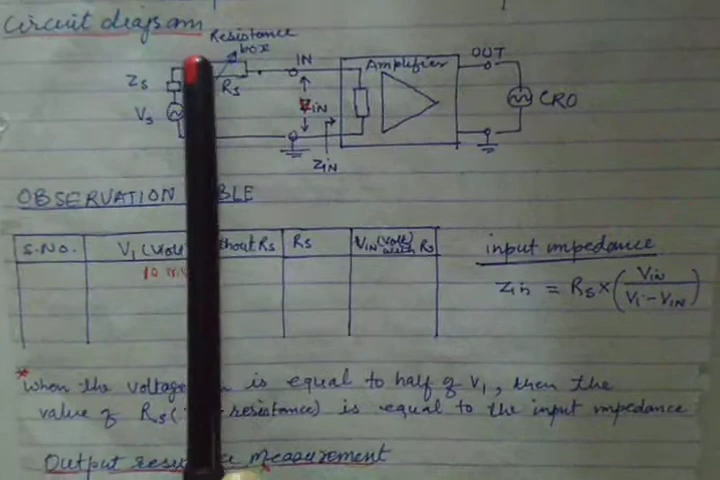 Circuit diagram
Resistance
box
IN
OUT
Amplifier
Zs
Rs
Vs
ZIN
CRO
ZIN
OBSERVATION BLE
S.No. V1 (Volt thout Rs Rs VIN (Volt) with Rs
10
input impedance
Zin = Rs × (Vin / V1 - VIN)
* When the voltage is equal to half of V1, then the
value of Rs ( resistance) is equal to the input impedance
Output measurement